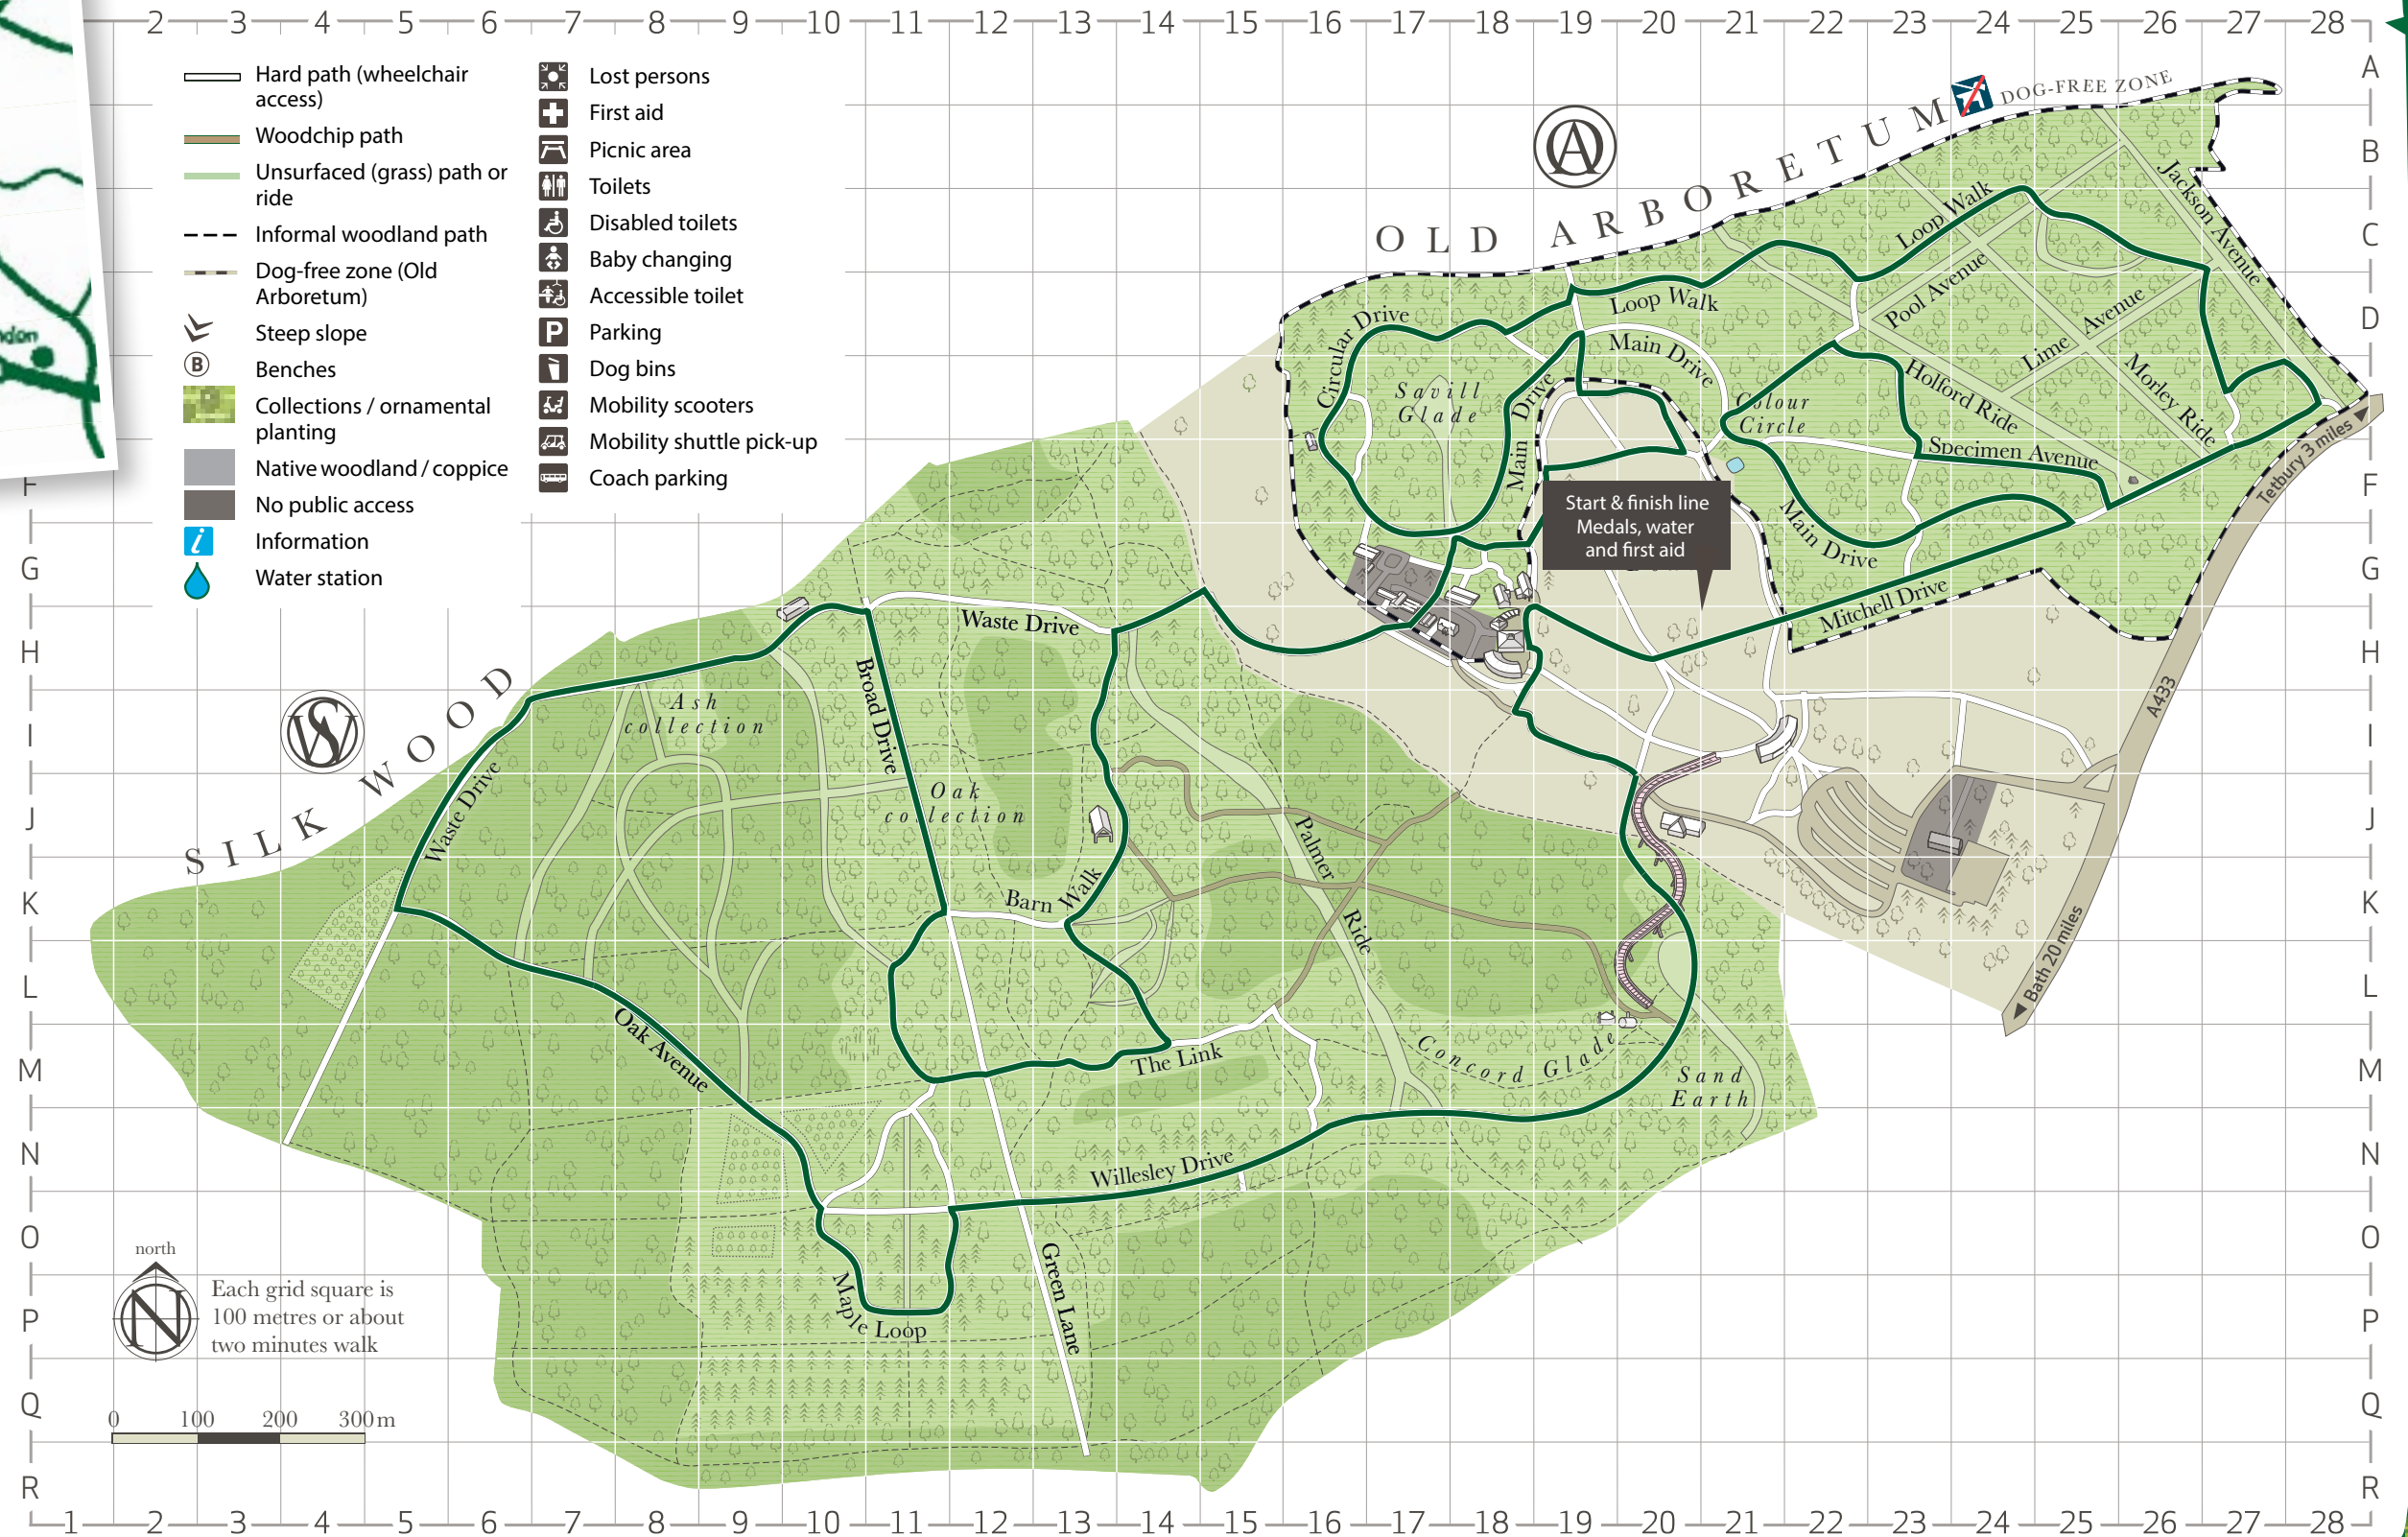 2 3 4 5 6 7 8 9 10 11 12 13 14 15 16 17 18 19 20 21 22 23 24 25 26 27 28
Hard path (wheelchair
access)
Woodchip path
Unsurfaced (grass) path or
ride
Informal woodland path
Dog-free zone (Old
Arboretum)
Steep slope
B
Benches
Collections / ornamental
planting
Native woodland / coppice
No public access
i
Information
Water station
Lost persons
First aid
Picnic area
Toilets
Disabled toilets
Baby changing
Accessible toilet
P
Parking
Dog bins
Mobility scooters
Mobility shuttle pick-up
Coach parking
A
OLD ARBORETUM
DOG-FREE ZONE
Jackson Avenue
Loop Walk
Pool Avenue
Loop Walk
Circular Drive
Main Drive
Lime Avenue
Morley Ride
Savill
Glade
Main Drive
Colour
Circle
Holford Ride
Specimen Avenue
Tetbury 3 miles
Start & finish line
Medals, water
and first aid
Main Drive
Mitchell Drive
A433
Bath 20 miles
SW
SILK WOOD
Waste Drive
Broad Drive
Ash
collection
Waste Drive
Oak
collection
Barn Walk
Palmer Ride
Oak Avenue
The Link
Concord Glade
Sand
Earth
Willesley Drive
Maple Loop
Green Lane
north
N
Each grid square is
100 metres or about
two minutes walk
0 100 200 300m
F
G
H
I
J
K
L
M
N
O
P
Q
R
A
B
C
D
F
G
H
I
J
K
L
M
N
O
P
Q
R
1 2 3 4 5 6 7 8 9 10 11 12 13 14 15 16 17 18 19 20 21 22 23 24 25 26 27 28